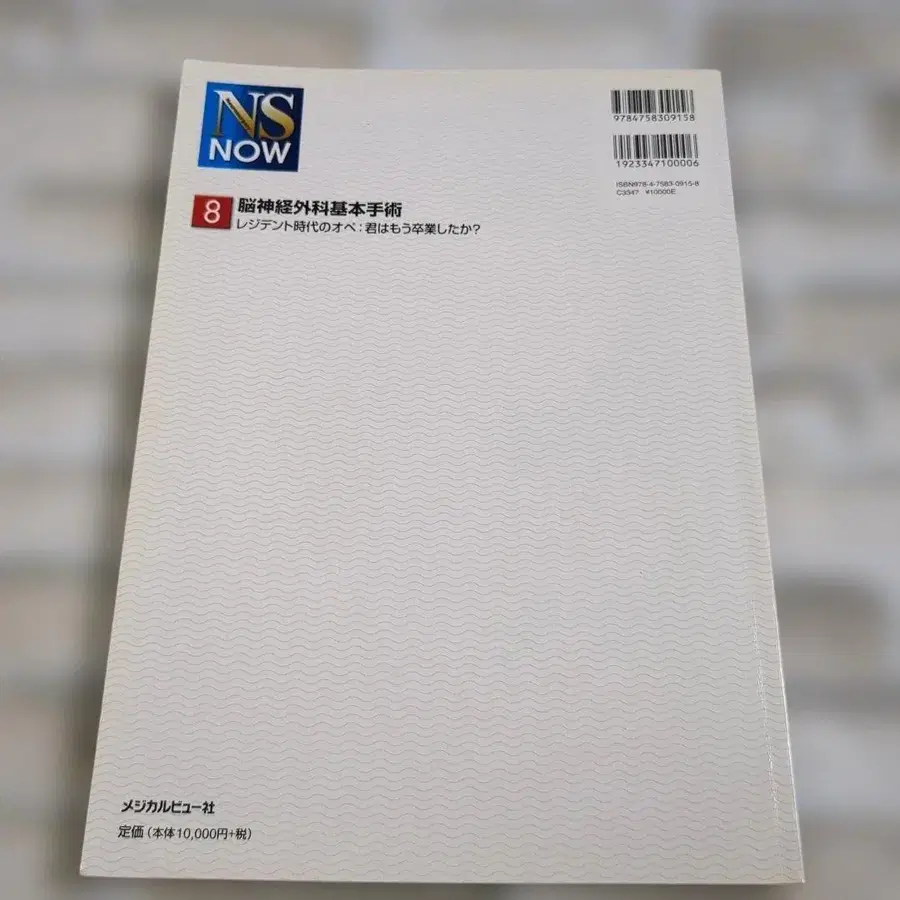 NS
NOW
9784758309158
1923347100006
ISBN978-4-7583-0915-8
C3347 ¥10000E
8 脳神経外科基本手術
レジデント時代のオペ：君はもう卒業したか？
メジカルビュー社
定価（本体10,000円+税）